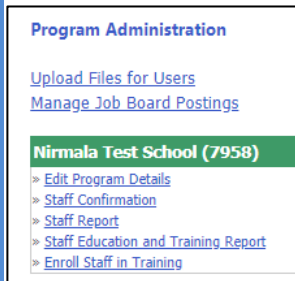 Program Administration
Upload Files for Users
Manage Job Board Postings
Nirmala Test School (7958)
» Edit Program Details
» Staff Confirmation
» Staff Report
» Staff Education and Training Report
» Enroll Staff in Training